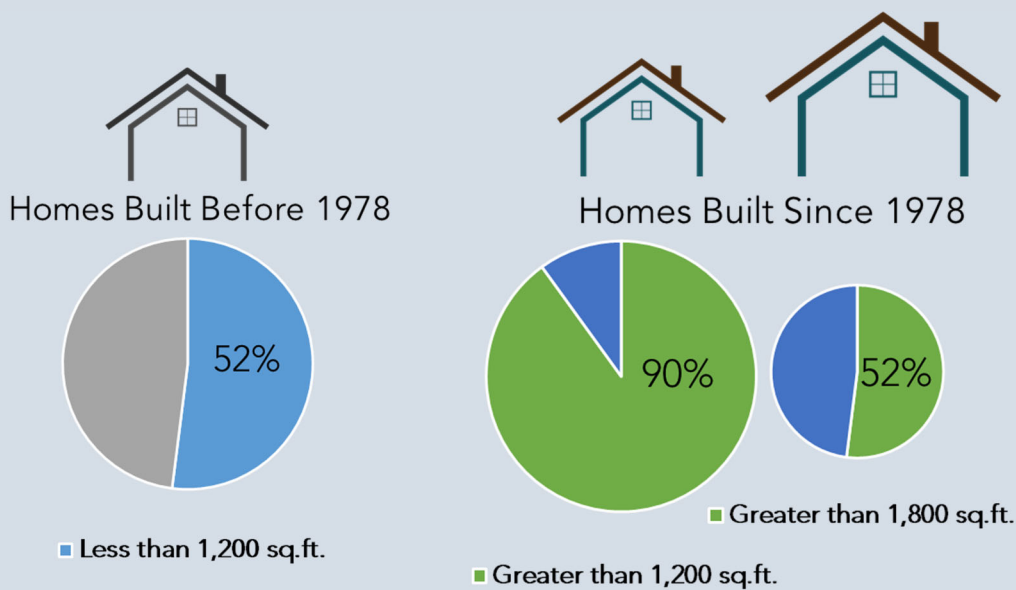 Homes Built Before 1978
52%
Less than 1,200 sq.ft.
Homes Built Since 1978
90%
52%
Greater than 1,800 sq.ft.
Greater than 1,200 sq.ft.